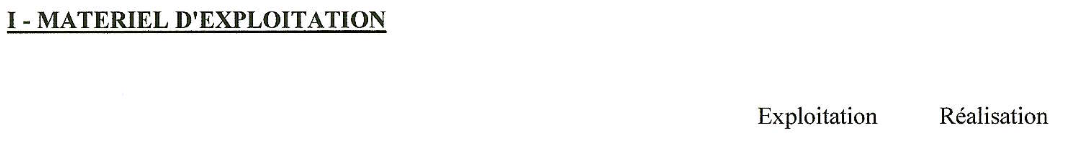 I - MATERIEL D'EXPLOITATION
Exploitation Réalisation